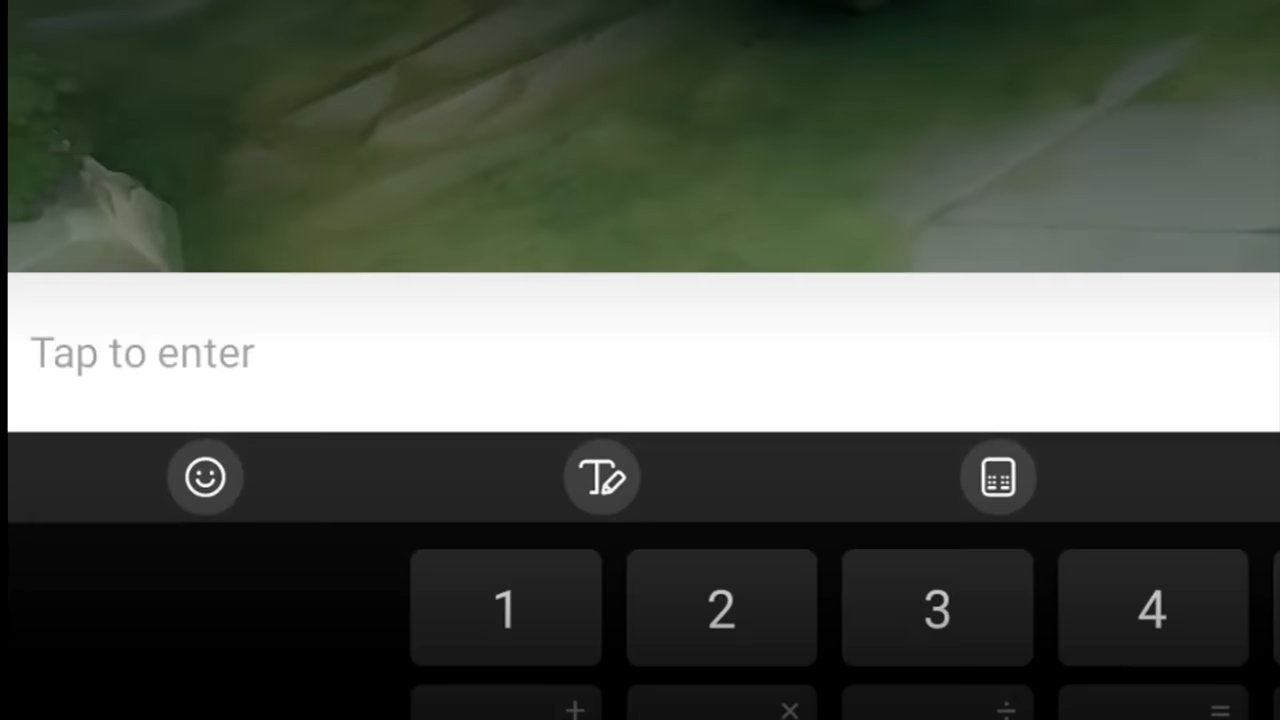 Tap to enter
1 2 3 4
+ × ÷ =